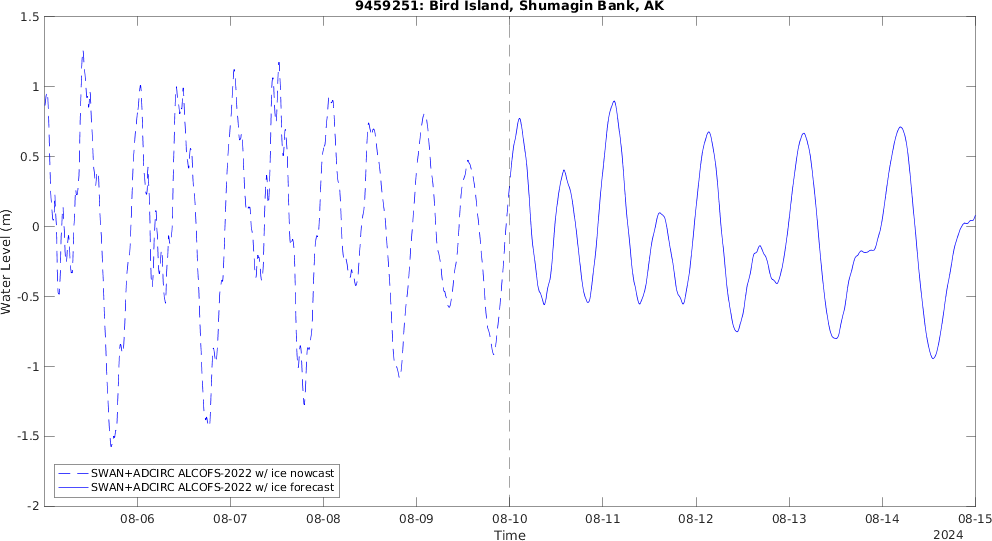 9459251: Bird Island, Shumagin Bank, AK
Water Level (m)
1.5
1
0.5
0
-0.5
-1
-1.5
-2
SWAN+ADCIRC ALCOFS-2022 w/ ice nowcast
SWAN+ADCIRC ALCOFS-2022 w/ ice forecast
08-06 08-07 08-08 08-09 08-10 08-11 08-12 08-13 08-14 08-15
Time
2024